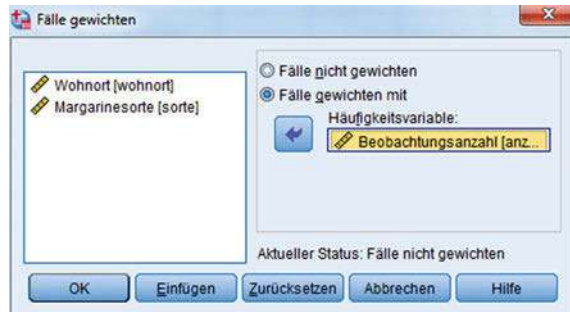 Fälle gewichten
Wohnort [wohnort]
Margarinesorte [sorte]
Fälle nicht gewichten
Fälle gewichten mit
Häufigkeitsvariable:
Beobachtungsanzahl [anz...
Aktueller Status: Fälle nicht gewichten
OK Einfügen Zurücksetzen Abbrechen Hilfe